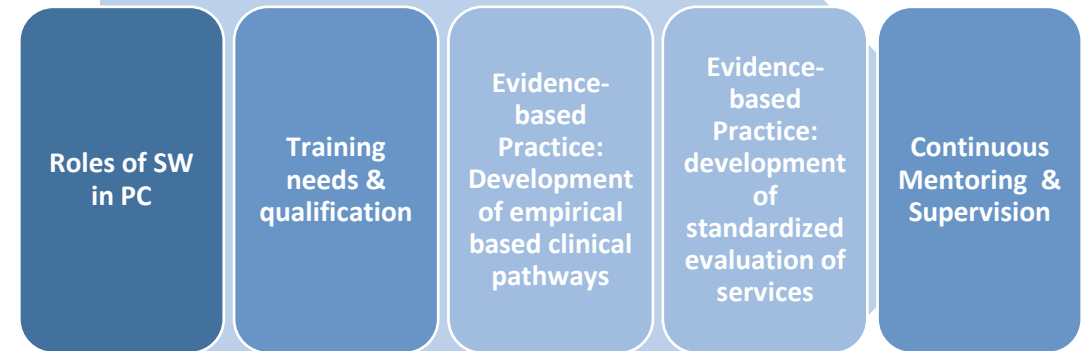 Roles of SW
in PC
Training
needs &
qualification
Evidence-
based
Practice:
Development
of empirical
based clinical
pathways
Evidence-
based
Practice:
development
of
standardized
evaluation of
services
Continuous
Mentoring &
Supervision